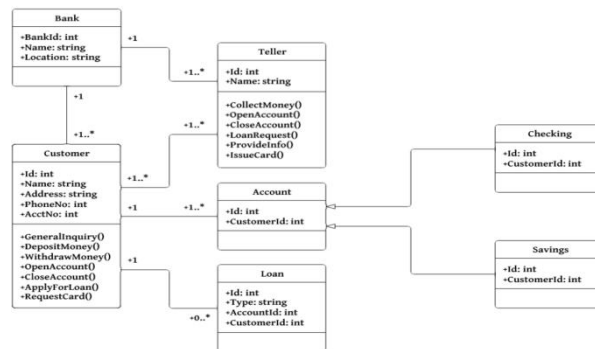 Bank
+BankId: int
+Name: string
+Location: string
+1
+1..*
+1
+1..*
Teller
+Id: int
+Name: string
+CollectMoney()
+OpenAccount()
+CloseAccount()
+LoanRequest()
+ProvideInfo()
+IssueCard()
+1..*
+1..*
Customer
+Id: int
+Name: string
+Address: string
+PhoneNo: int
+AcctNo: int
+GeneralInquiry()
+DepositMoney()
+WithdrawMoney()
+OpenAccount()
+CloseAccount()
+ApplyForLoan()
+RequestCard()
+1
+1..*
Account
+Id: int
+CustomerId: int
+1
+0..*
Loan
+Id: int
+Type: string
+AccountId: int
+CustomerId: int
Checking
+Id: int
+CustomerId: int
Savings
+Id: int
+CustomerId: int